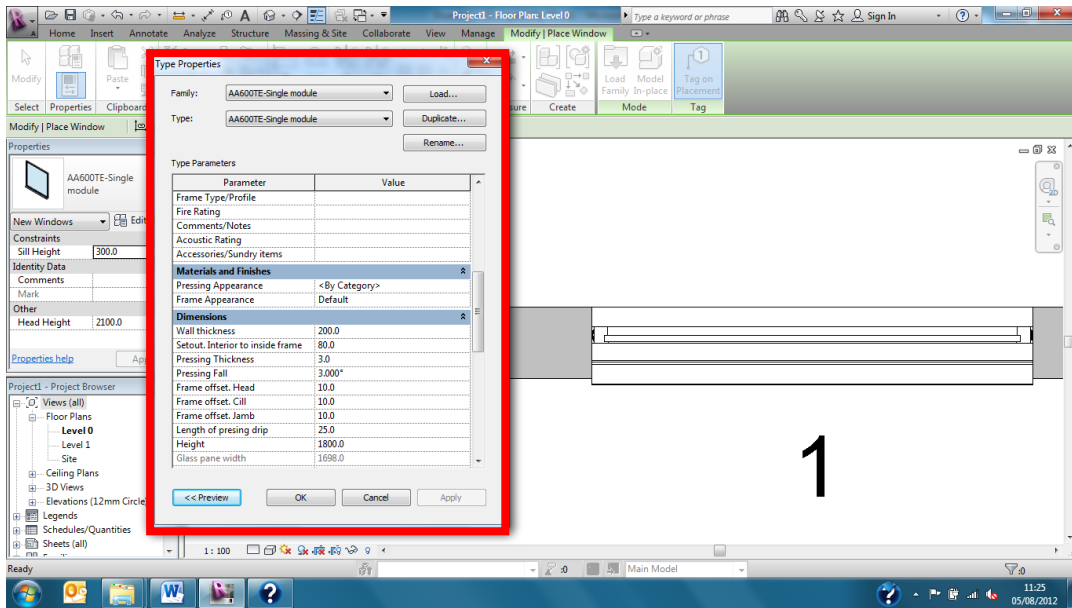 Project1 - Floor Plan: Level 0
Type a keyword or phrase
Sign In
Home Insert Annotate Analyze Structure Massing & Site Collaborate View Manage Modify | Place Window
Modify
Paste
Load Family
Model In-place
Tag on Placement
Select Properties Clipboard
Create Mode Tag
Modify | Place Window
Properties
AA600TE-Single module
New Windows Edit
Constraints
Sill Height 300.0
Identity Data
Comments
Mark
Other
Head Height 2100.0
Properties help
Project1 - Project Browser
Views (all)
Floor Plans
Level 0
Level 1
Site
Ceiling Plans
3D Views
Elevations (12mm Circle)
Legends
Schedules/Quantities
Sheets (all)
Type Properties
Family: AA600TE-Single module Load...
Type: AA600TE-Single module Duplicate...
Rename...
Type Parameters
Parameter Value
Frame Type/Profile
Fire Rating
Comments/Notes
Acoustic Rating
Accessories/Sundry items
Materials and Finishes
Pressing Appearance <By Category>
Frame Appearance Default
Dimensions
Wall thickness 200.0
Setout. Interior to inside frame 80.0
Pressing Thickness 3.0
Pressing Fall 3.000°
Frame offset. Head 10.0
Frame offset. Cill 10.0
Frame offset. Jamb 10.0
Length of presing drip 25.0
Height 1800.0
Glass pane width 1698.0
<< Preview OK Cancel Apply
1
1 : 100
Ready
:0 Main Model :0
11:25
05/08/2012